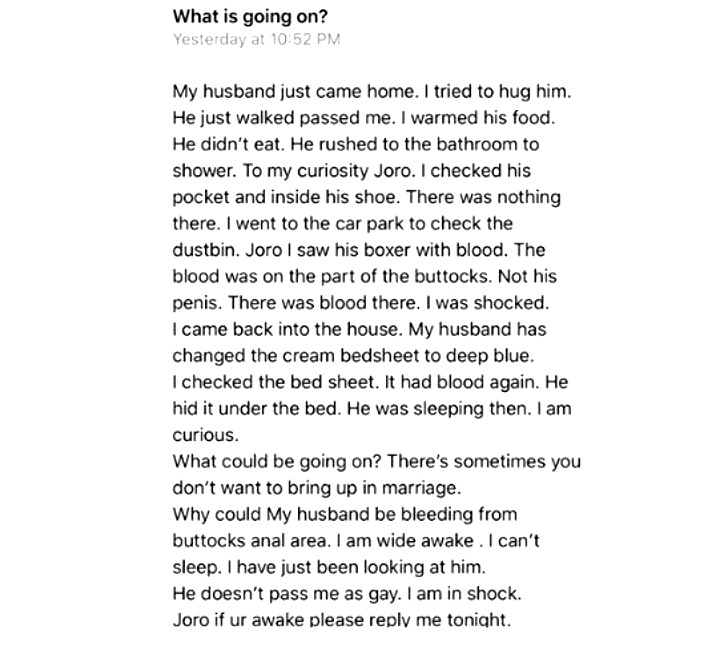 What is going on?
Yesterday at 10:52 PM
My husband just came home. I tried to hug him.
He just walked passed me. I warmed his food.
He didn't eat. He rushed to the bathroom to
shower. To my curiosity Joro. I checked his
pocket and inside his shoe. There was nothing
there. I went to the car park to check the
dustbin. Joro I saw his boxer with blood. The
blood was on the part of the buttocks. Not his
penis. There was blood there. I was shocked.
I came back into the house. My husband has
changed the cream bedsheet to deep blue.
I checked the bed sheet. It had blood again. He
hid it under the bed. He was sleeping then. I am
curious.
What could be going on? There's sometimes you
don't want to bring up in marriage.
Why could My husband be bleeding from
buttocks anal area. I am wide awake . I can't
sleep. I have just been looking at him.
He doesn't pass me as gay. I am in shock.
Joro if ur awake please reply me tonight.